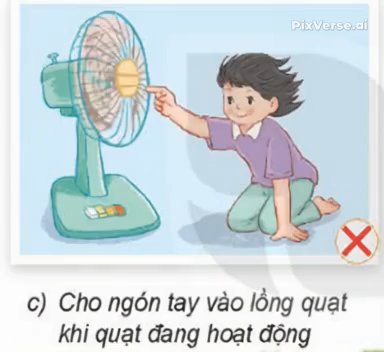 PixVerse.ai
c) Cho ngón tay vào lồng quạt
khi quạt đang hoạt động